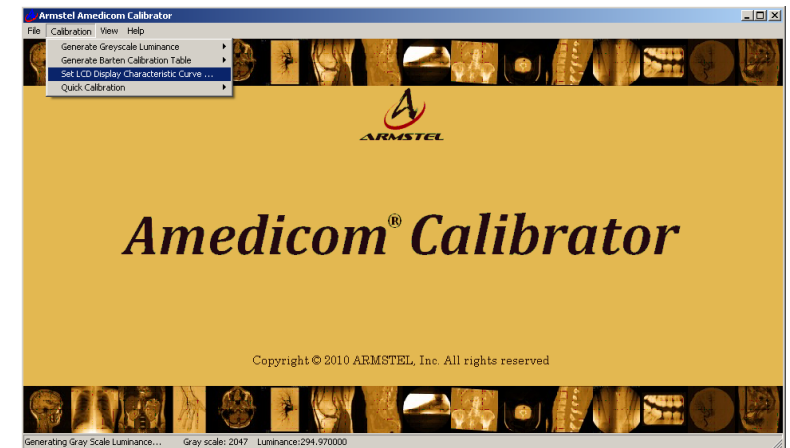 Armstel Amedicom Calibrator
File Calibration View Help
Generate Greyscale Luminance
Generate Barten Calibration Table
Set LCD Display Characteristic Curve ...
Quick Calibration
ARMSTEL
Amedicom® Calibrator
Copyright © 2010 ARMSTEL, Inc. All rights reserved
Generating Gray Scale Luminance... Gray scale: 2047 Luminance:294.970000